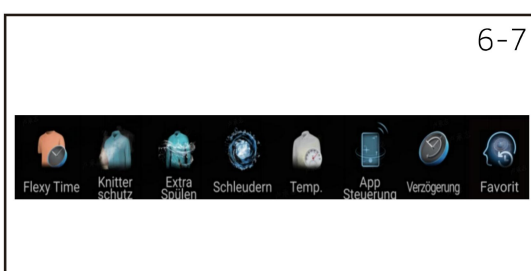 6-7
Flexy Time
Knitter
schutz
Extra
Spülen
Schleudern
Temp.
App
Steuerung
Verzögerung
Favorit